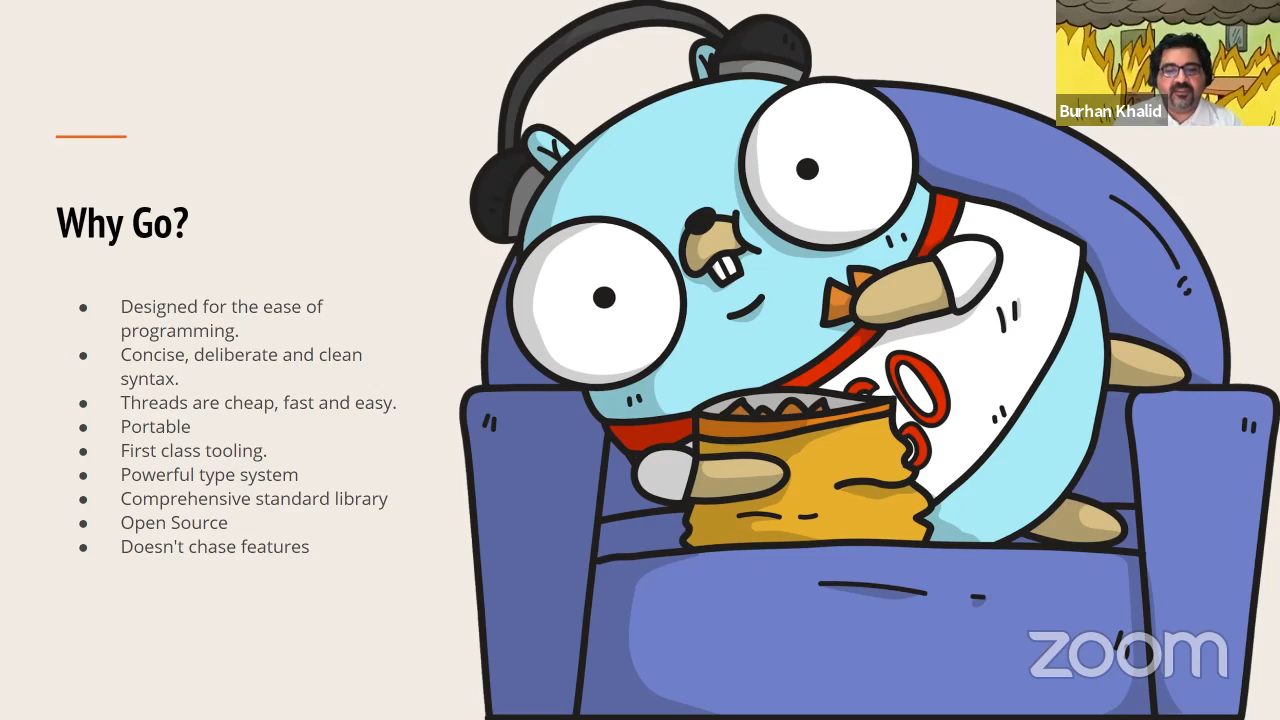 Burhan Khalid
Why Go?
● Designed for the ease of
programming.
● Concise, deliberate and clean
syntax.
● Threads are cheap, fast and easy.
● Portable
● First class tooling.
● Powerful type system
● Comprehensive standard library
● Open Source
● Doesn't chase features
zoom